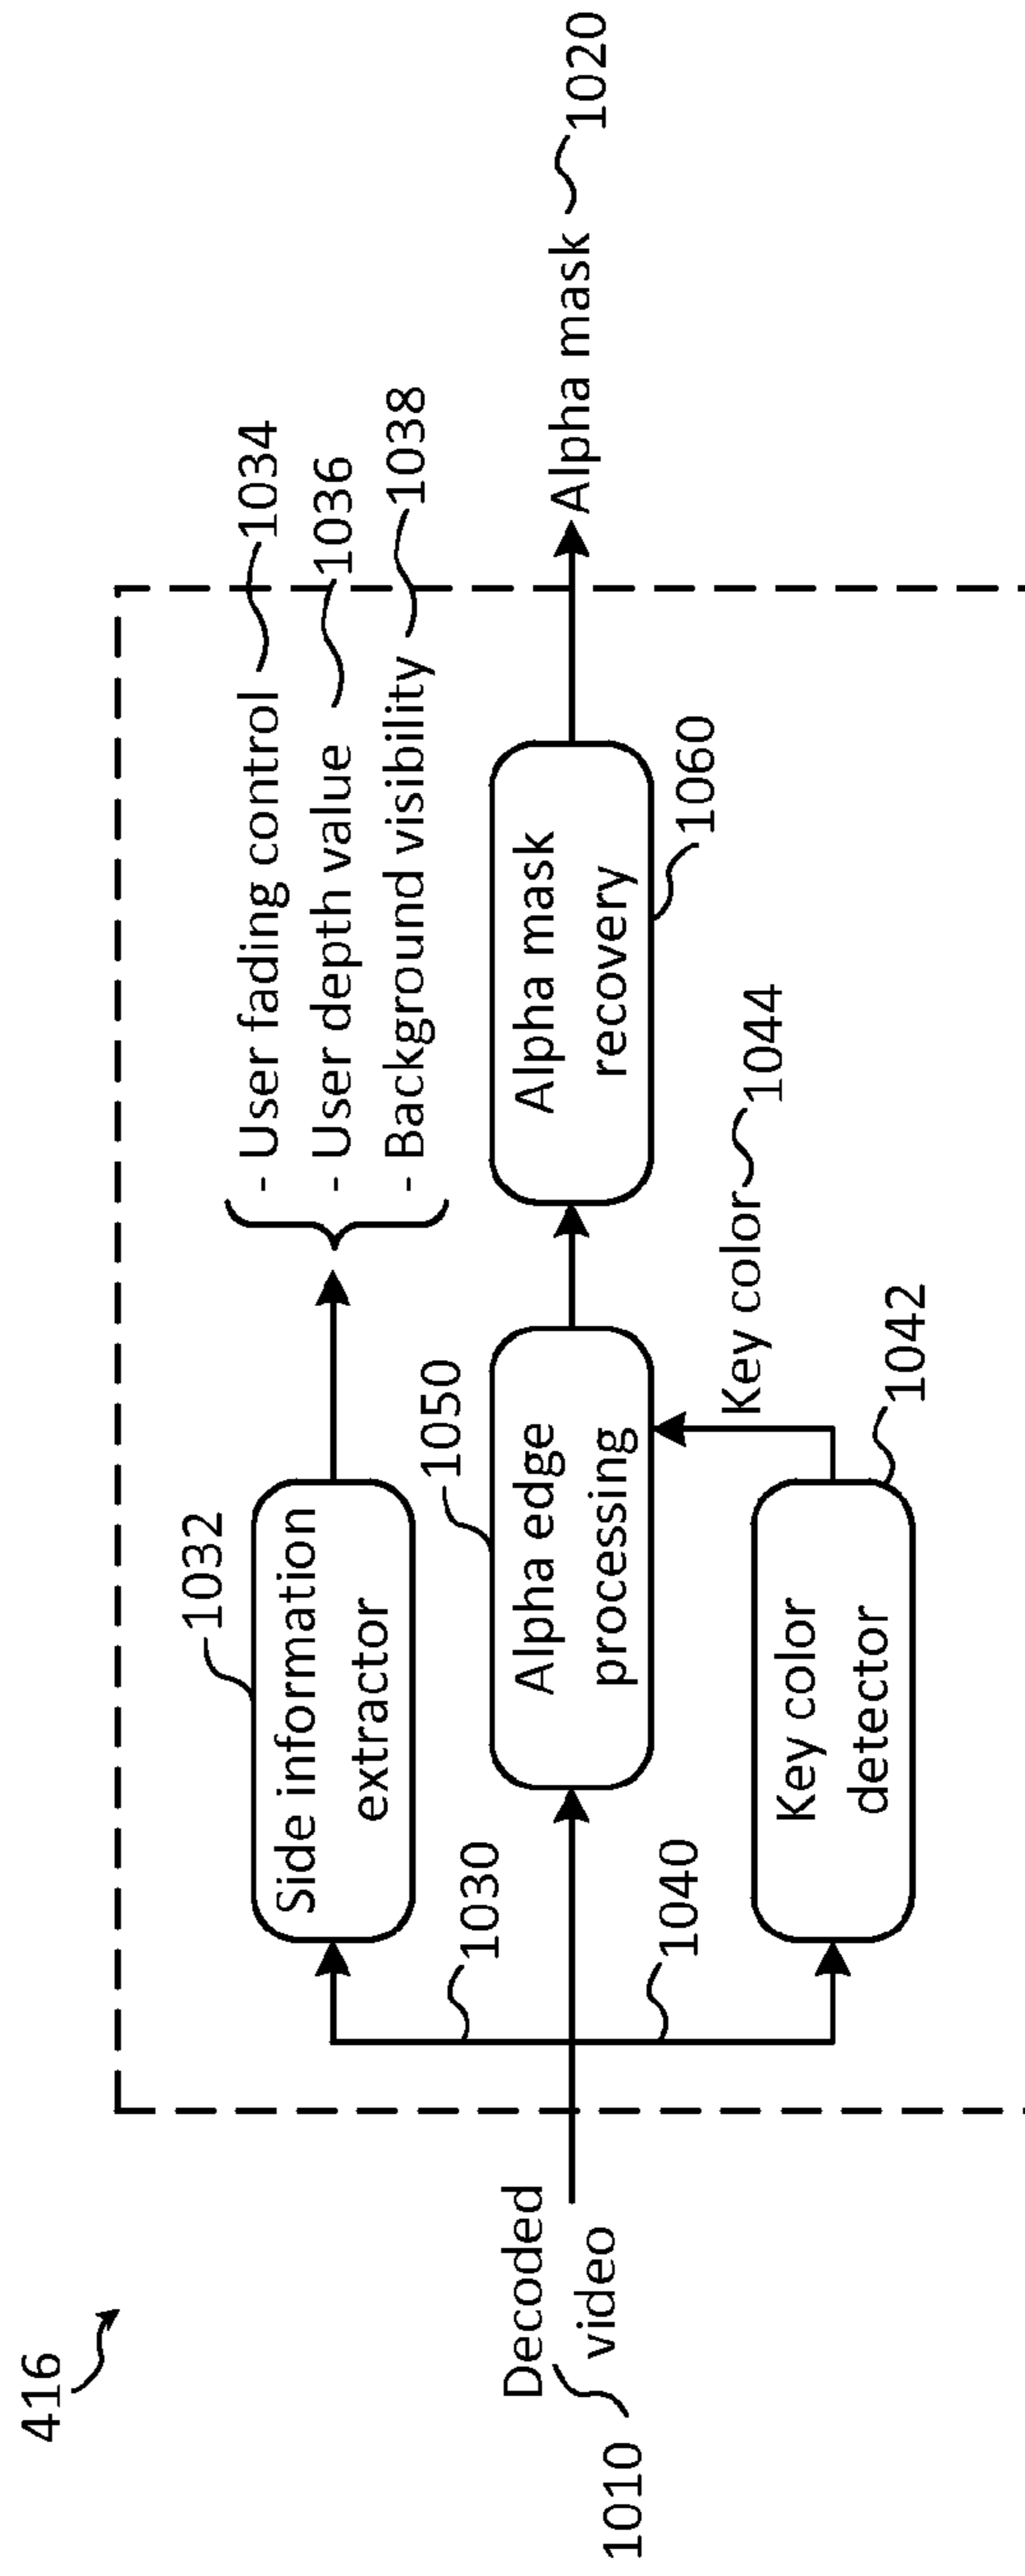 416
1032
Side information
extractor
- User fading control
1034
- User depth value
1036
- Background visibility
1038
1030
1050
Decoded
video
1010
Alpha edge
processing
Alpha mask
recovery
1060
Alpha mask
1020
1040
Key color
1044
Key color
detector
1042